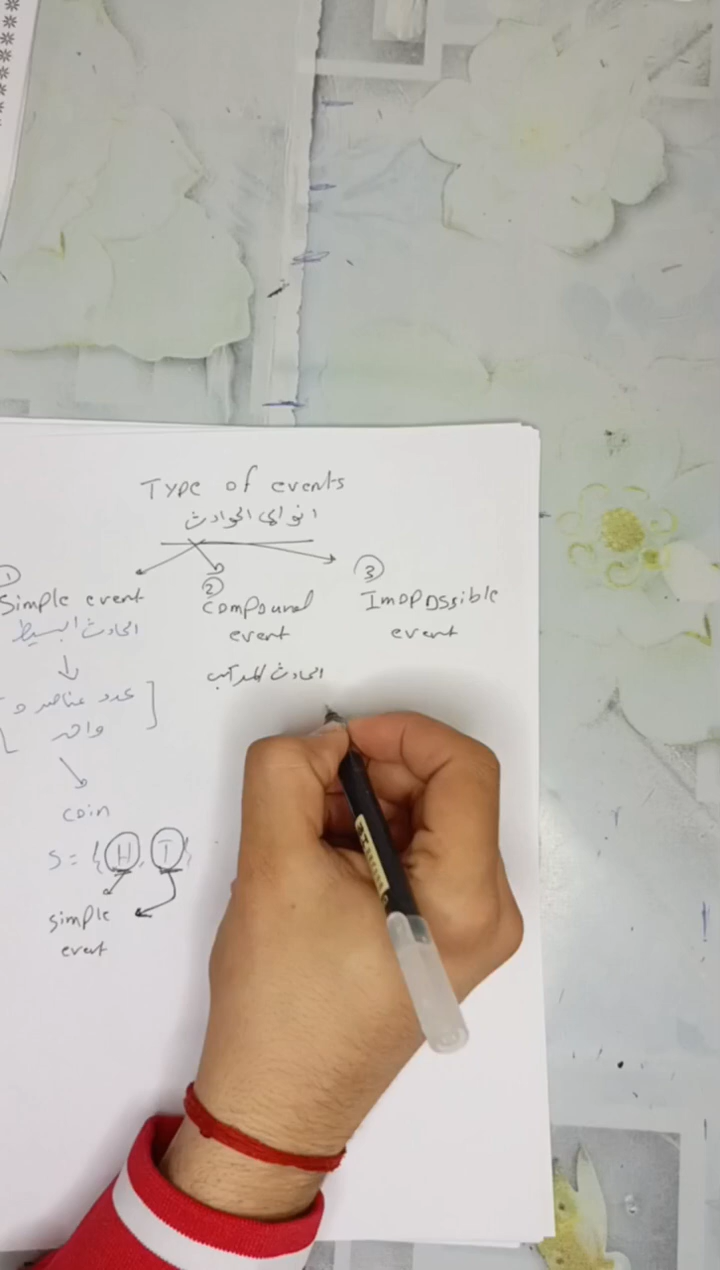 Type of events
انواع الحوادث
1
Simple event
الحادث البسيط
عدد عناصره
واحد
coin
S = {H, T}
simple
event
2
Compound
event
الحادث المركب
3
Imopossible
event